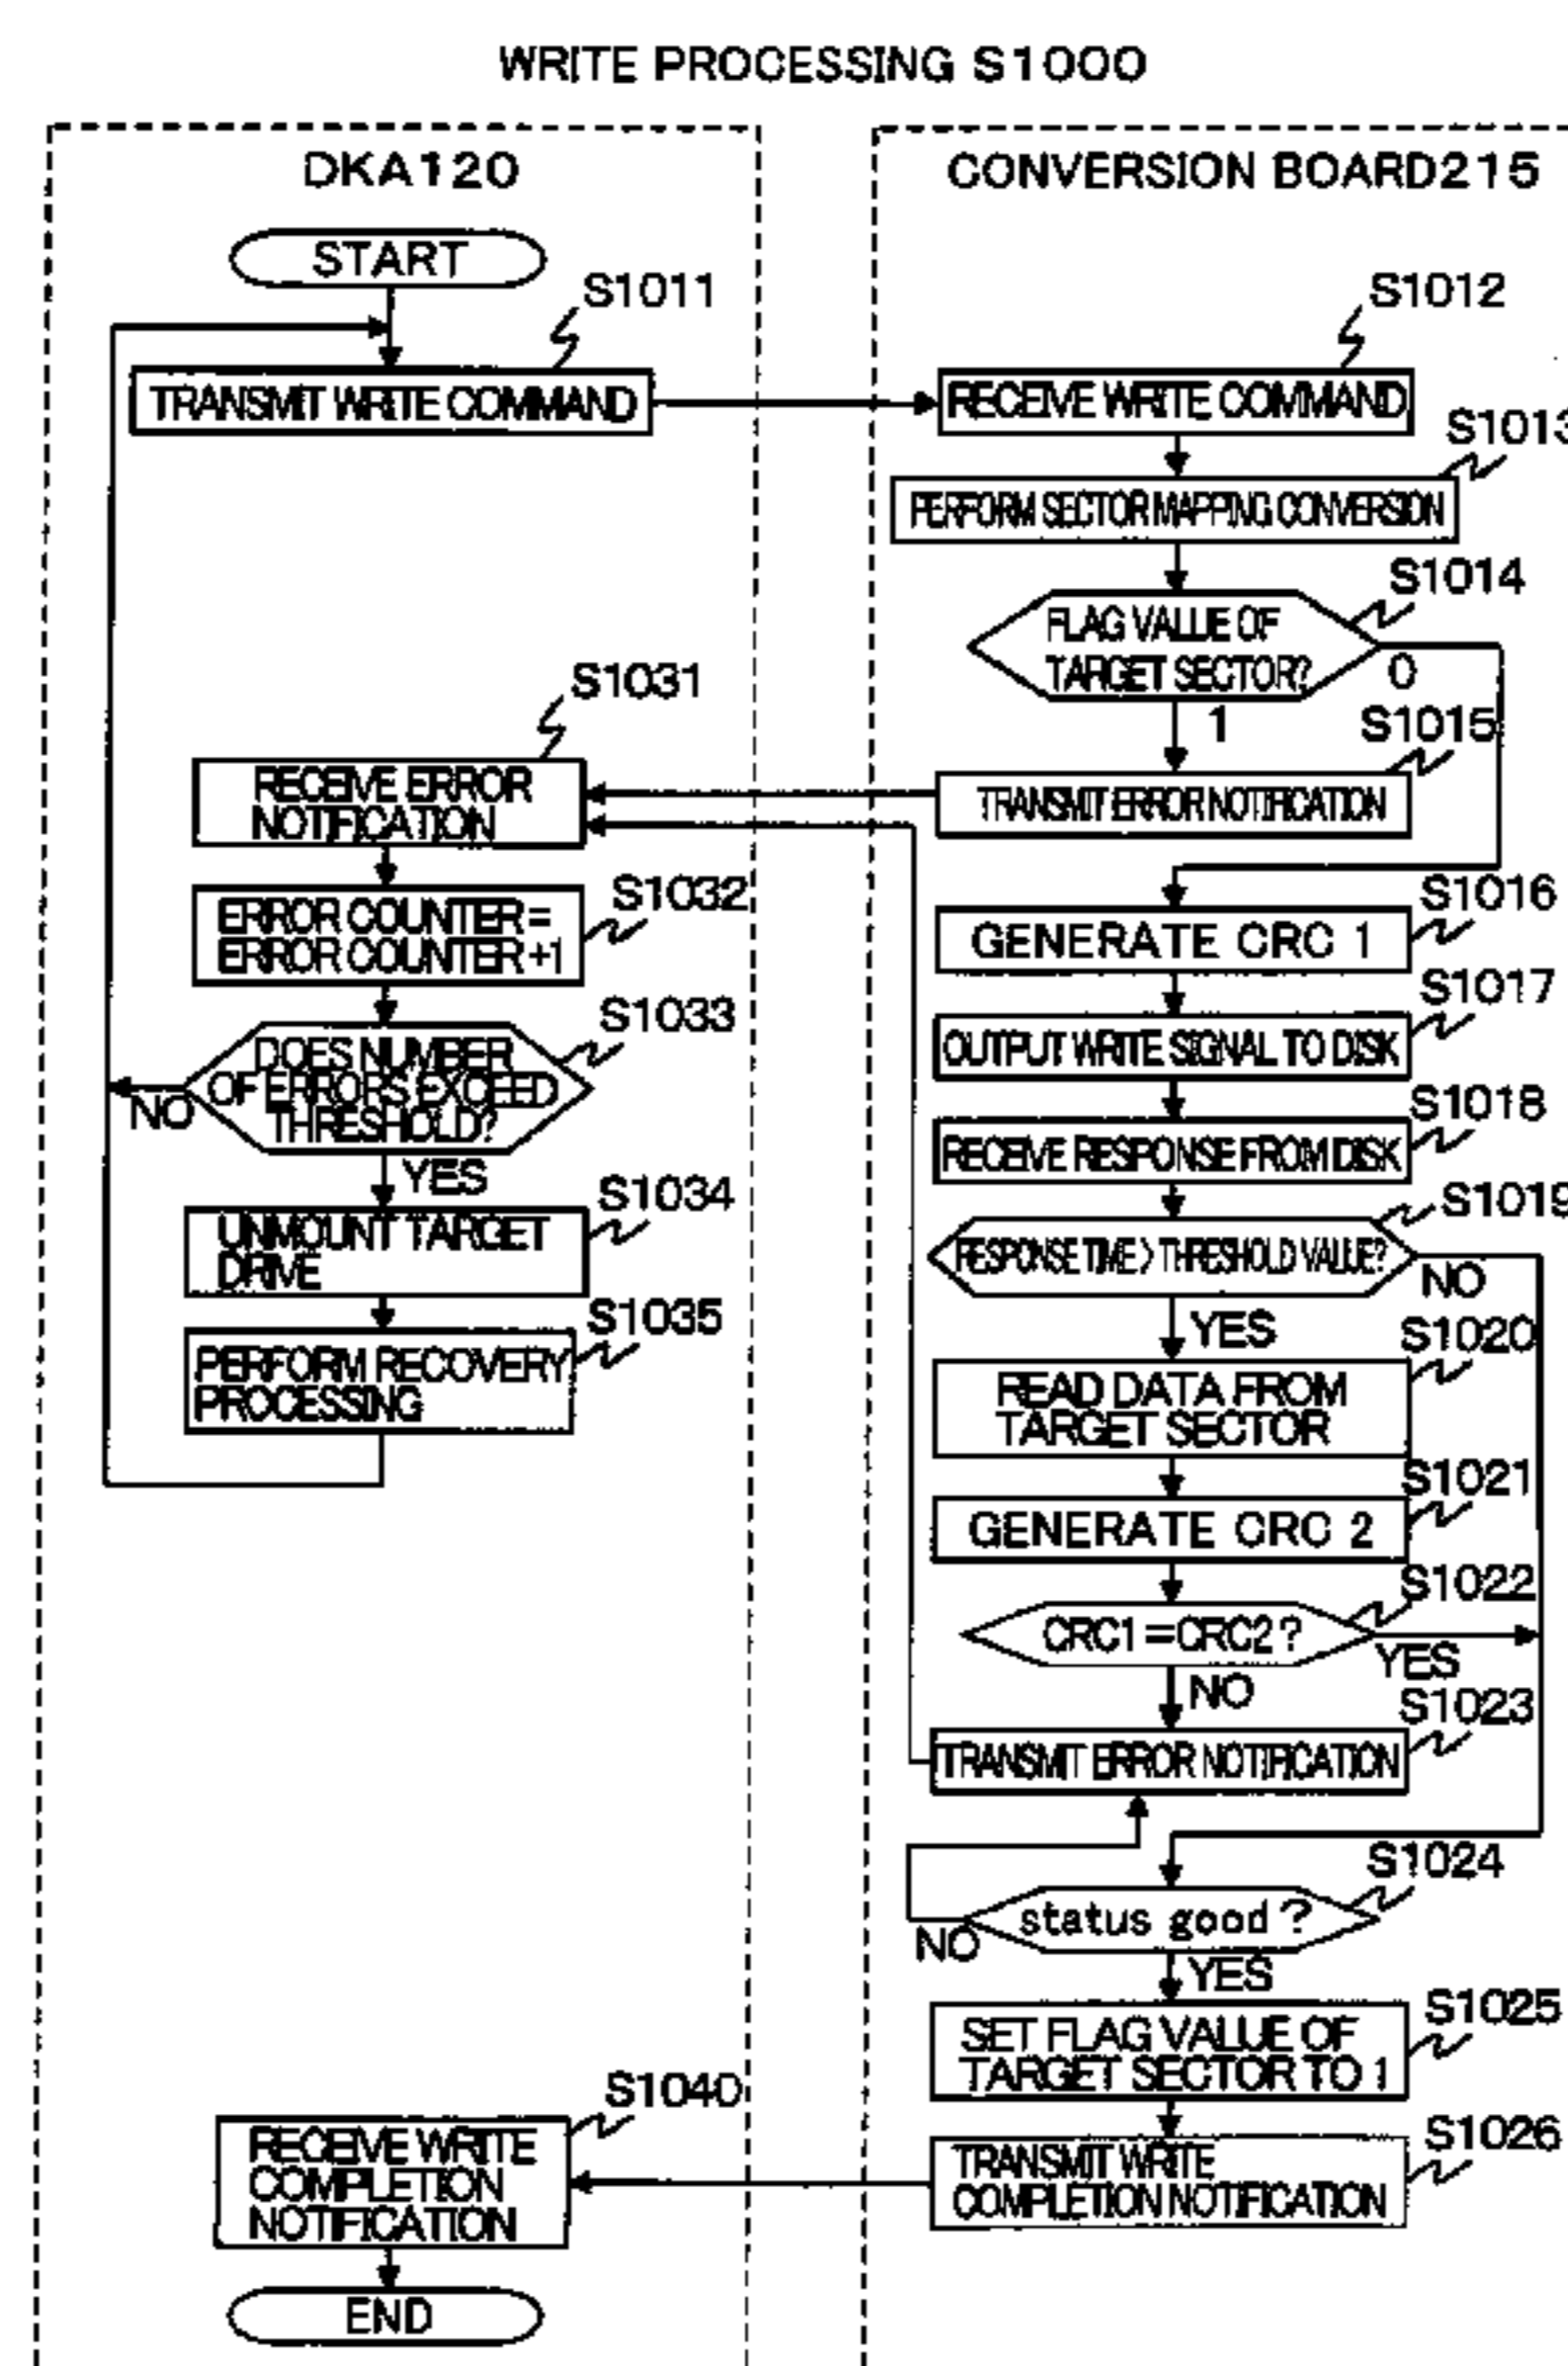 WRITE PROCESSING S1000
DKA120
START
S1011
TRANSMIT WRITE COMMAND
S1031
RECEIVE ERROR
NOTIFICATION
S1032
ERROR COUNTER =
ERROR COUNTER +1
S1033
DOES NUMBER
OF ERRORS EXCEED
THRESHOLD?
NO
YES
S1034
UNMOUNT TARGET
DRIVE
S1035
PERFORM RECOVERY
PROCESSING
S1040
RECEIVE WRITE
COMPLETION
NOTIFICATION
END
CONVERSION BOARD215
S1012
RECEIVE WRITE COMMAND
S1013
PERFORM SECTOR MAPPING CONVERSION
S1014
FLAG VALUE OF
TARGET SECTOR?
0
1
S1015
TRANSMIT ERROR NOTIFICATION
S1016
GENERATE CRC 1
S1017
OUTPUT WRITE SIGNAL TO DISK
S1018
RECEIVE RESPONSE FROM DISK
S1019
RESPONSE TIME > THRESHOLD VALUE?
NO
YES
S1020
READ DATA FROM
TARGET SECTOR
S1021
GENERATE CRC 2
S1022
CRC1=CRC2?
YES
NO
S1023
TRANSMIT ERROR NOTIFICATION
S1024
status good?
NO
YES
S1025
SET FLAG VALUE OF
TARGET SECTOR TO 1
S1026
TRANSMIT WRITE
COMPLETION NOTIFICATION